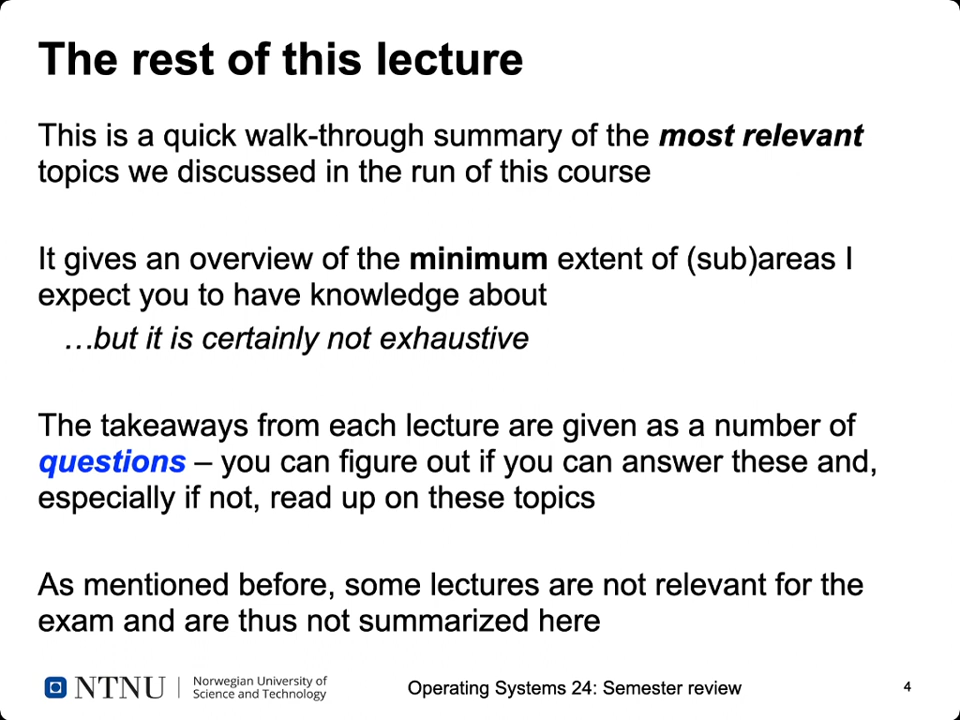 The rest of this lecture
This is a quick walk-through summary of the most relevant
topics we discussed in the run of this course
It gives an overview of the minimum extent of (sub)areas I
expect you to have knowledge about
…but it is certainly not exhaustive
The takeaways from each lecture are given as a number of
questions – you can figure out if you can answer these and,
especially if not, read up on these topics
As mentioned before, some lectures are not relevant for the
exam and are thus not summarized here
NTNU
Norwegian University of
Science and Technology
Operating Systems 24: Semester review
4